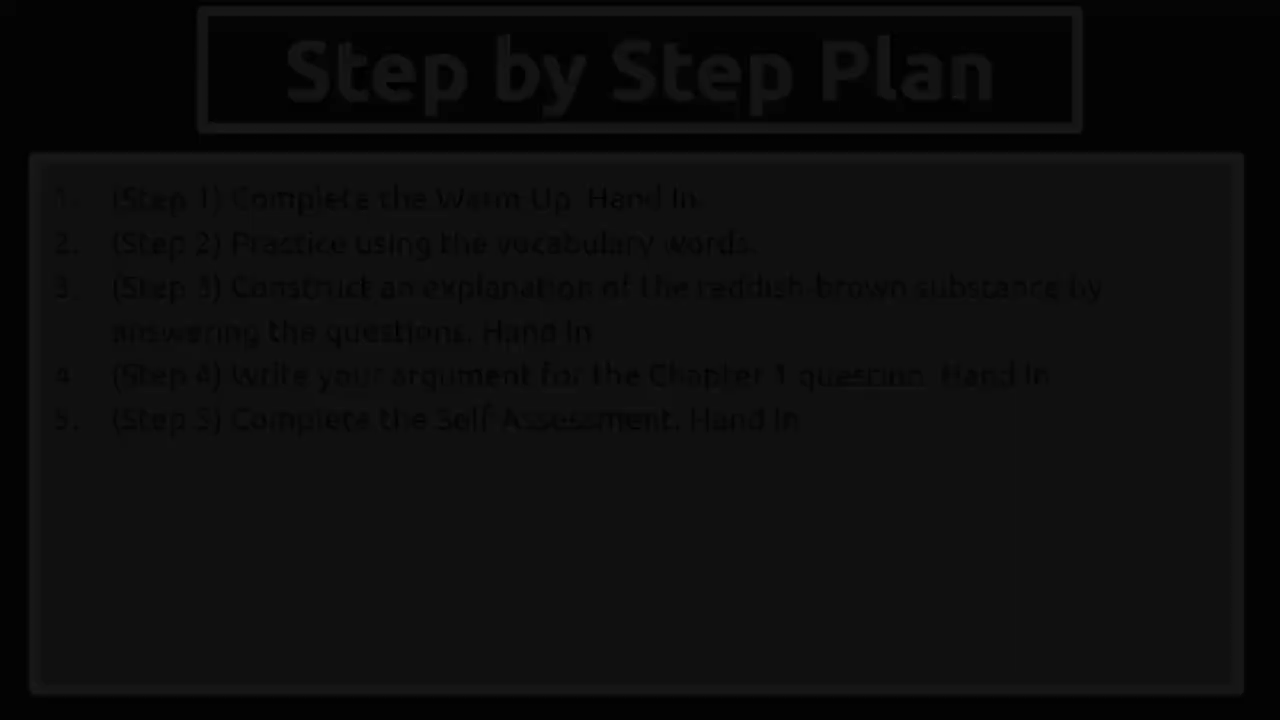 Step by Step Plan
1. (Step 1) Complete the Warm Up. Hand In.
2. (Step 2) Practice using the vocabulary words.
3. (Step 3) Construct an explanation of the reddish-brown substance by
answering the questions. Hand In
4. (Step 4) Write your argument for the Chapter 1 question. Hand In
5. (Step 5) Complete the Self Assessment. Hand In